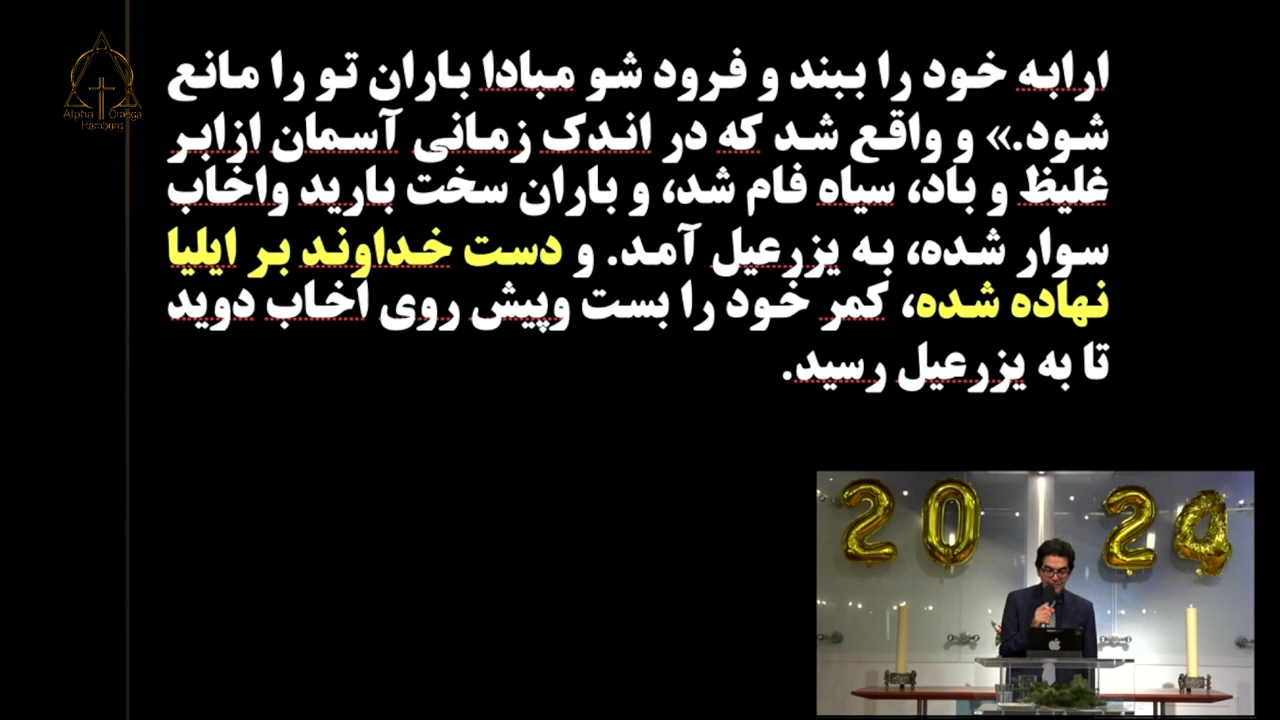 ارابه خود را ببند و فرود شو مبادا باران تو را مانع
شود.» و واقع شد که در اندک زمانی آسمان ازابر
غلیظ و باد، سیاه فام شد، و باران سخت بارید واخاب
سوار شده، به یزرعیل آمد. و دست خداوند بر ایلیا
نهاده شده، کمر خود را بست وپیش روی اخاب دوید
تا به یزرعیل رسید.
Alpha Omega
Hamburg
20 24